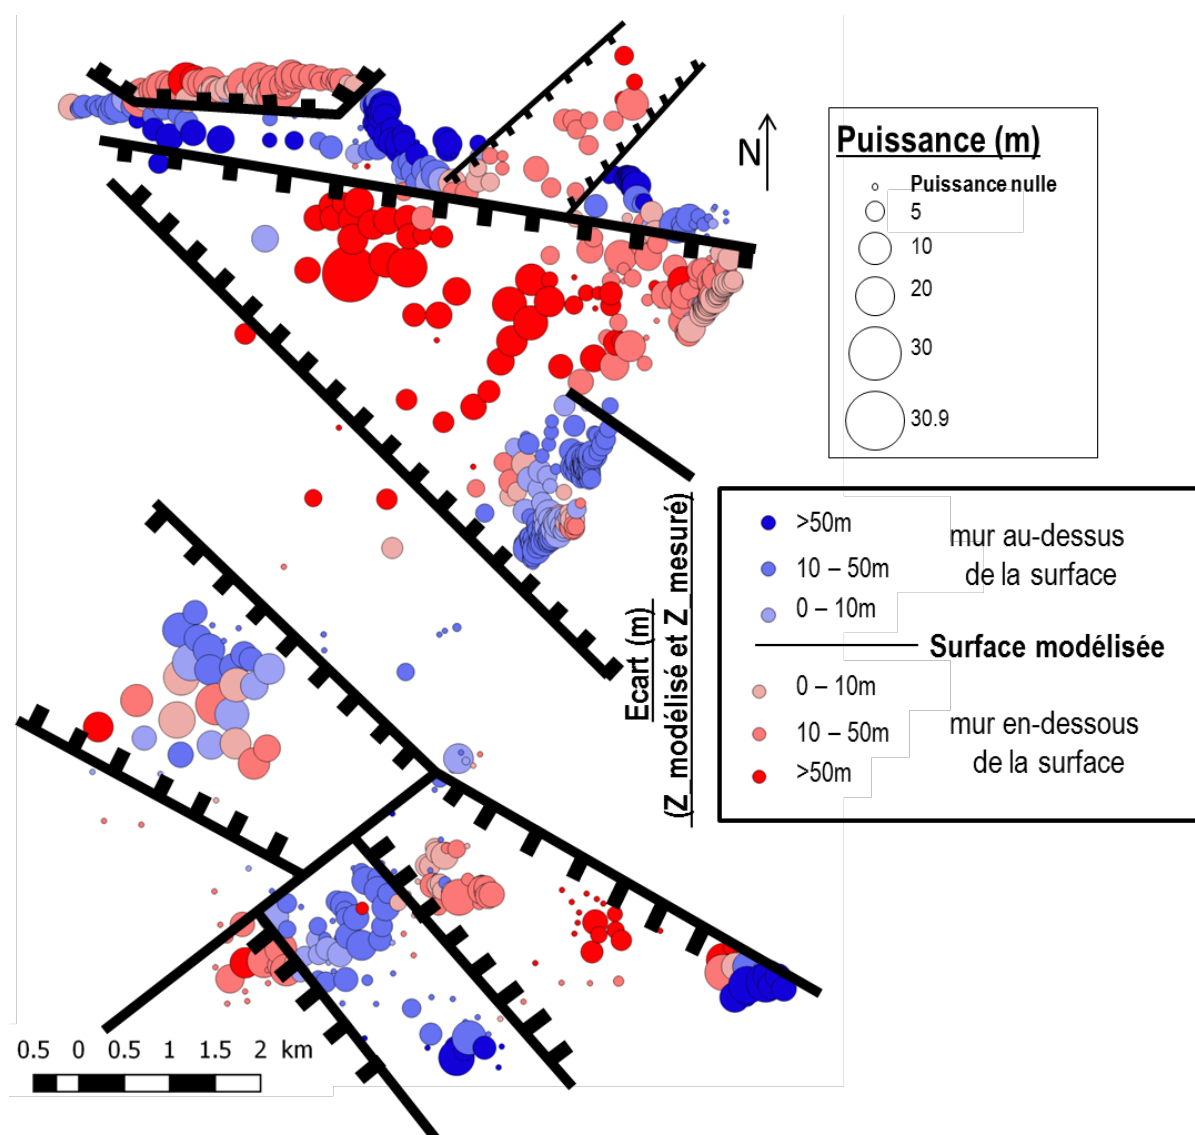 N
Puissance (m)
Puissance nulle
5
10
20
30
30.9
Ecart (m)
(Z_modélisé et Z_mesuré)
>50m
10 – 50m
0 – 10m
mur au-dessus
de la surface
Surface modélisée
0 – 10m
10 – 50m
>50m
mur en-dessous
de la surface
0.5 0 0.5 1 1.5 2 km